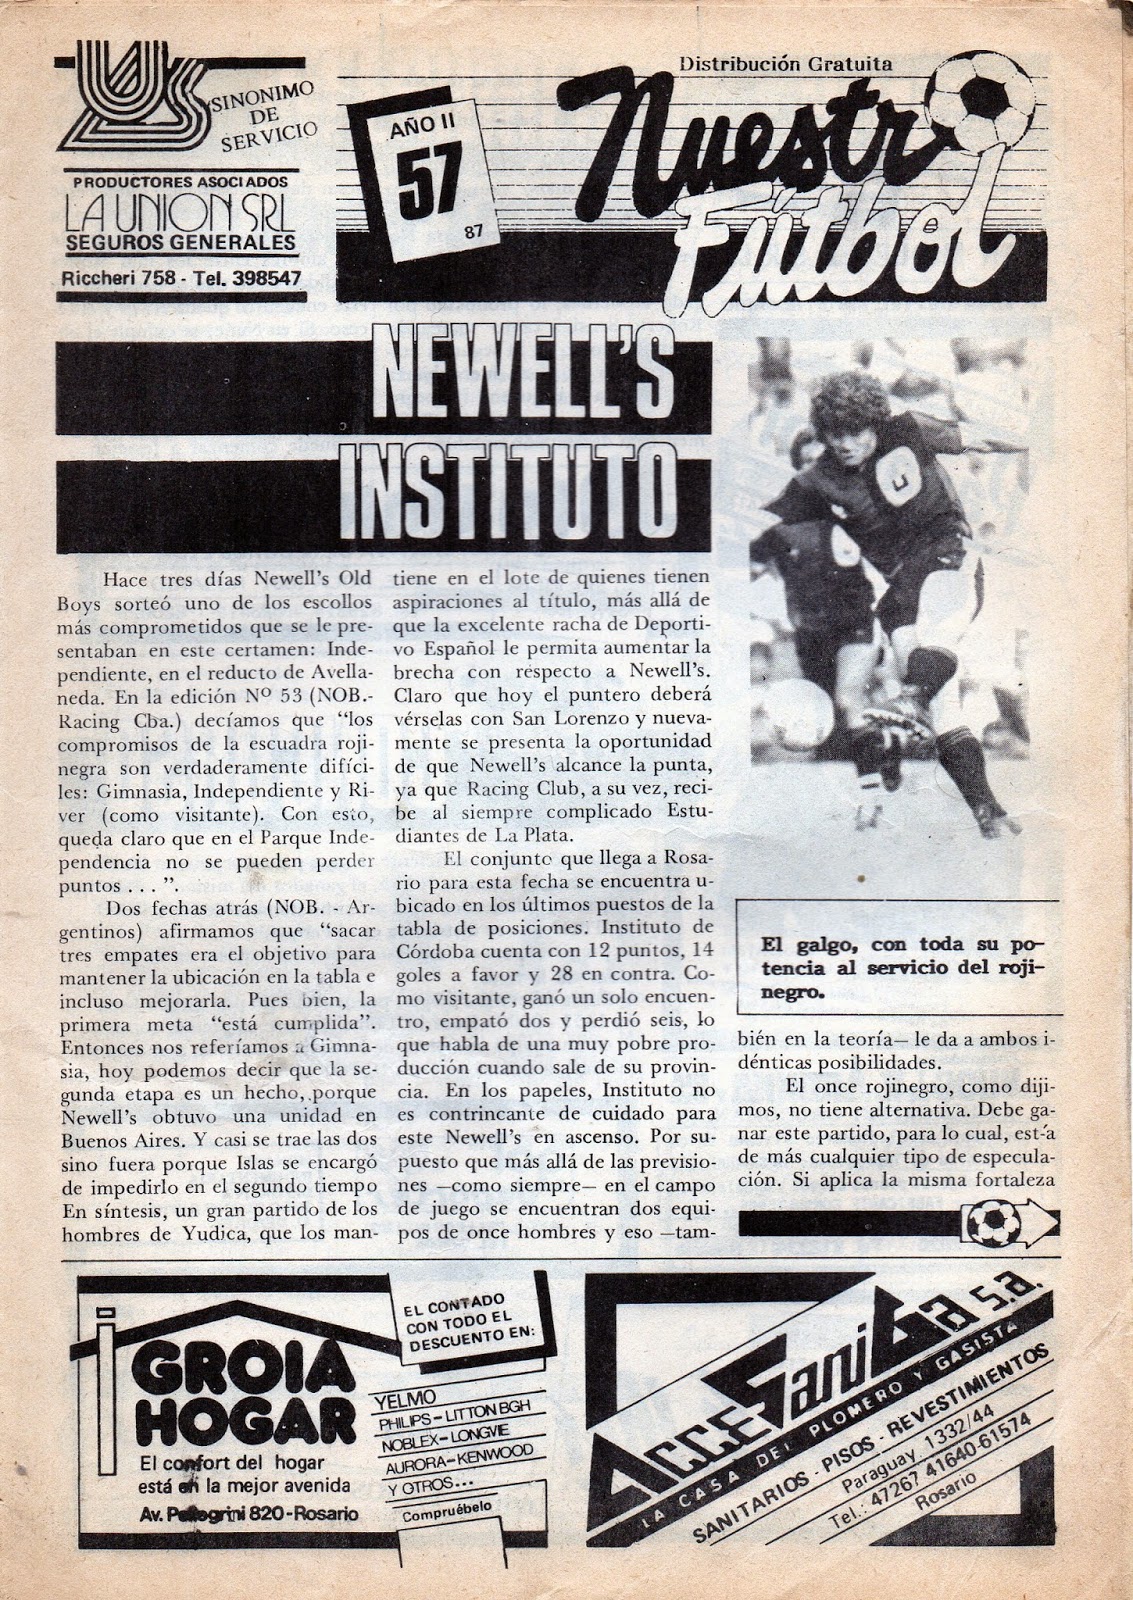 Us
SINONIMO
DE
SERVICIO
PRODUCTORES ASOCIADOS
LA UNION SRL
SEGUROS GENERALES
Riccheri 758 - Tel. 398547
Distribución Gratuita
AÑO II
57
87
Nuestro
Fútbol
NEWELL'S
INSTITUTO
Hace tres días Newell's Old
Boys sorteó uno de los escollos
más comprometidos que se le pre-
sentaban en este certamen: Inde-
pendiente, en el reducto de Avella-
neda. En la edición Nº 53 (NOB.-
Racing Cba.) decíamos que “los
compromisos de la escuadra roji-
negra son verdaderamente difíci-
les: Gimnasia, Independiente y Ri-
ver (como visitante). Con esto,
queda claro que en el Parque Inde-
pendencia no se pueden perder
puntos . . . ”.
Dos fechas atrás (NOB. - Ar-
gentinos) afirmamos que “sacar
tres empates era el objetivo para
mantener la ubicación en la tabla e
incluso mejorarla. Pues bien, la
primera meta “está cumplida”.
Entonces nos referíamos a Gimna-
sia, hoy podemos decir que la se-
gunda etapa es un hecho, porque
Newell's obtuvo una unidad en
Buenos Aires. Y casi se trae las dos
sino fuera porque Islas se encargó
de impedirlo en el segundo tiempo
En síntesis, un gran partido de los
hombres de Yudica, que los man-
tiene en el lote de quienes tienen
aspiraciones al título, más allá de
que la excelente racha de Deporti-
vo Español le permita aumentar la
brecha con respecto a Newell's.
Claro que hoy el puntero deberá
vérselas con San Lorenzo y nueva-
mente se presenta la oportunidad
de que Newell's alcance la punta,
ya que Racing Club, a su vez, reci-
be al siempre complicado Estu-
diantes de La Plata.
El conjunto que llega a Rosa-
rio para esta fecha se encuentra u-
bicado en los últimos puestos de la
tabla de posiciones. Instituto de
Córdoba cuenta con 12 puntos, 14
goles a favor y 28 en contra. Co-
mo visitante, ganó un solo encuen-
tro, empató dos y perdió seis, lo
que habla de una muy pobre pro-
ducción cuando sale de su provin-
cia. En los papeles, Instituto no
es contrincante de cuidado para
este Newell's en ascenso. Por su-
puesto que más allá de las previsio-
nes —como siempre— en el campo
de juego se encuentran dos equi-
pos de once hombres y eso —tam-
El galgo, con toda su po-
tencia al servicio del roji-
negro.
bién en la teoría— le da a ambos i-
dénticas posibilidades.
El once rojinegro, como diji-
mos, no tiene alternativa. Debe ga-
nar este partido, para lo cual, está
de más cualquier tipo de especula-
ción. Si aplica la misma fortaleza
GROIA
HOGAR
El confort del hogar
está en la mejor avenida
Av. Pellegrini 820-Rosario
EL CONTADO
CON TODO EL
DESCUENTO EN:
YELMO
PHILIPS-LITTON BGH
NOBLEX-LONGVIE
AURORA-KENWOOD
Y OTROS...
Compruébelo
AcceSaniGa s.a.
LA CASA DEL PLOMERO Y GASISTA
SANITARIOS - PISOS - REVESTIMIENTOS
Paraguay 1332/44
Tel.: 47267 41640-61574
Rosario